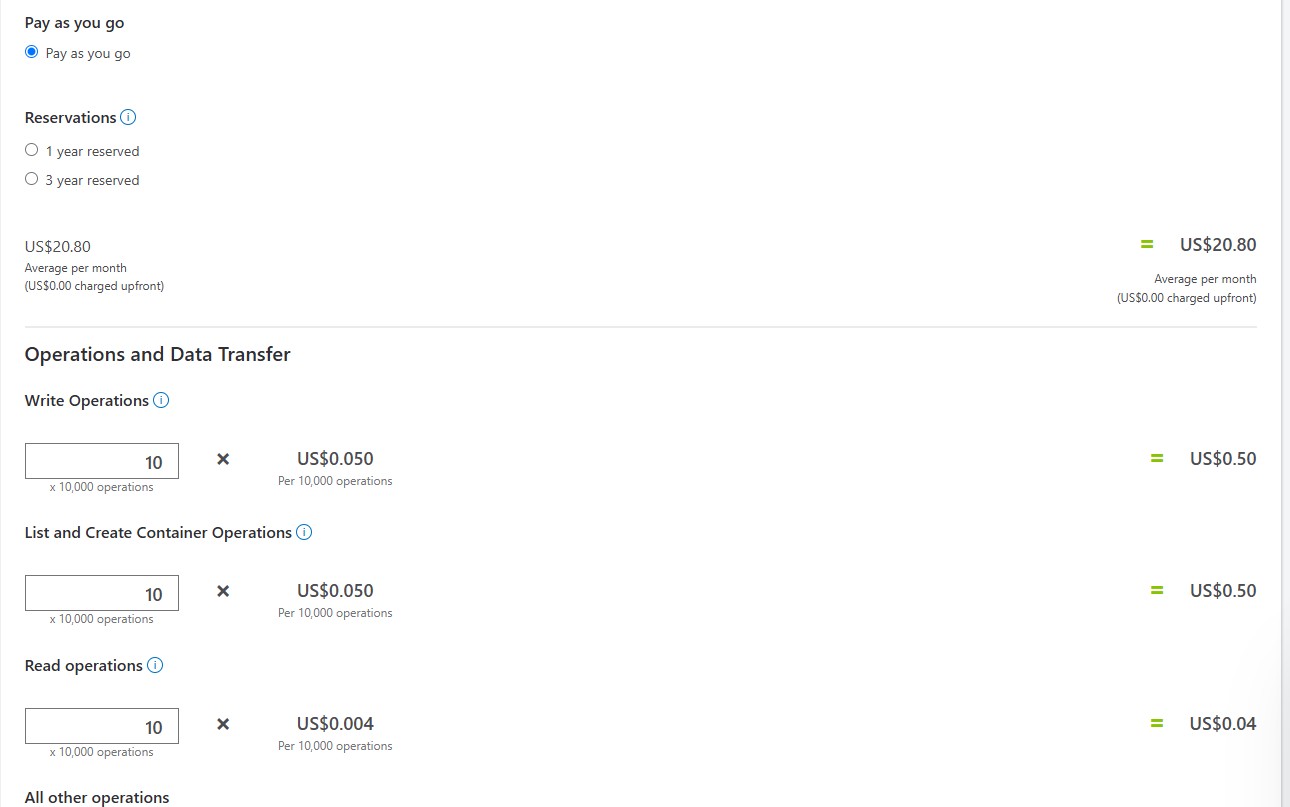 Pay as you go
Pay as you go
Reservations
1 year reserved
3 year reserved
US$20.80
Average per month
(US$0.00 charged upfront)
= US$20.80
Average per month
(US$0.00 charged upfront)
Operations and Data Transfer
Write Operations
10 × US$0.050 = US$0.50
x 10,000 operations Per 10,000 operations
List and Create Container Operations
10 × US$0.050 = US$0.50
x 10,000 operations Per 10,000 operations
Read operations
10 × US$0.004 = US$0.04
x 10,000 operations Per 10,000 operations
All other operations